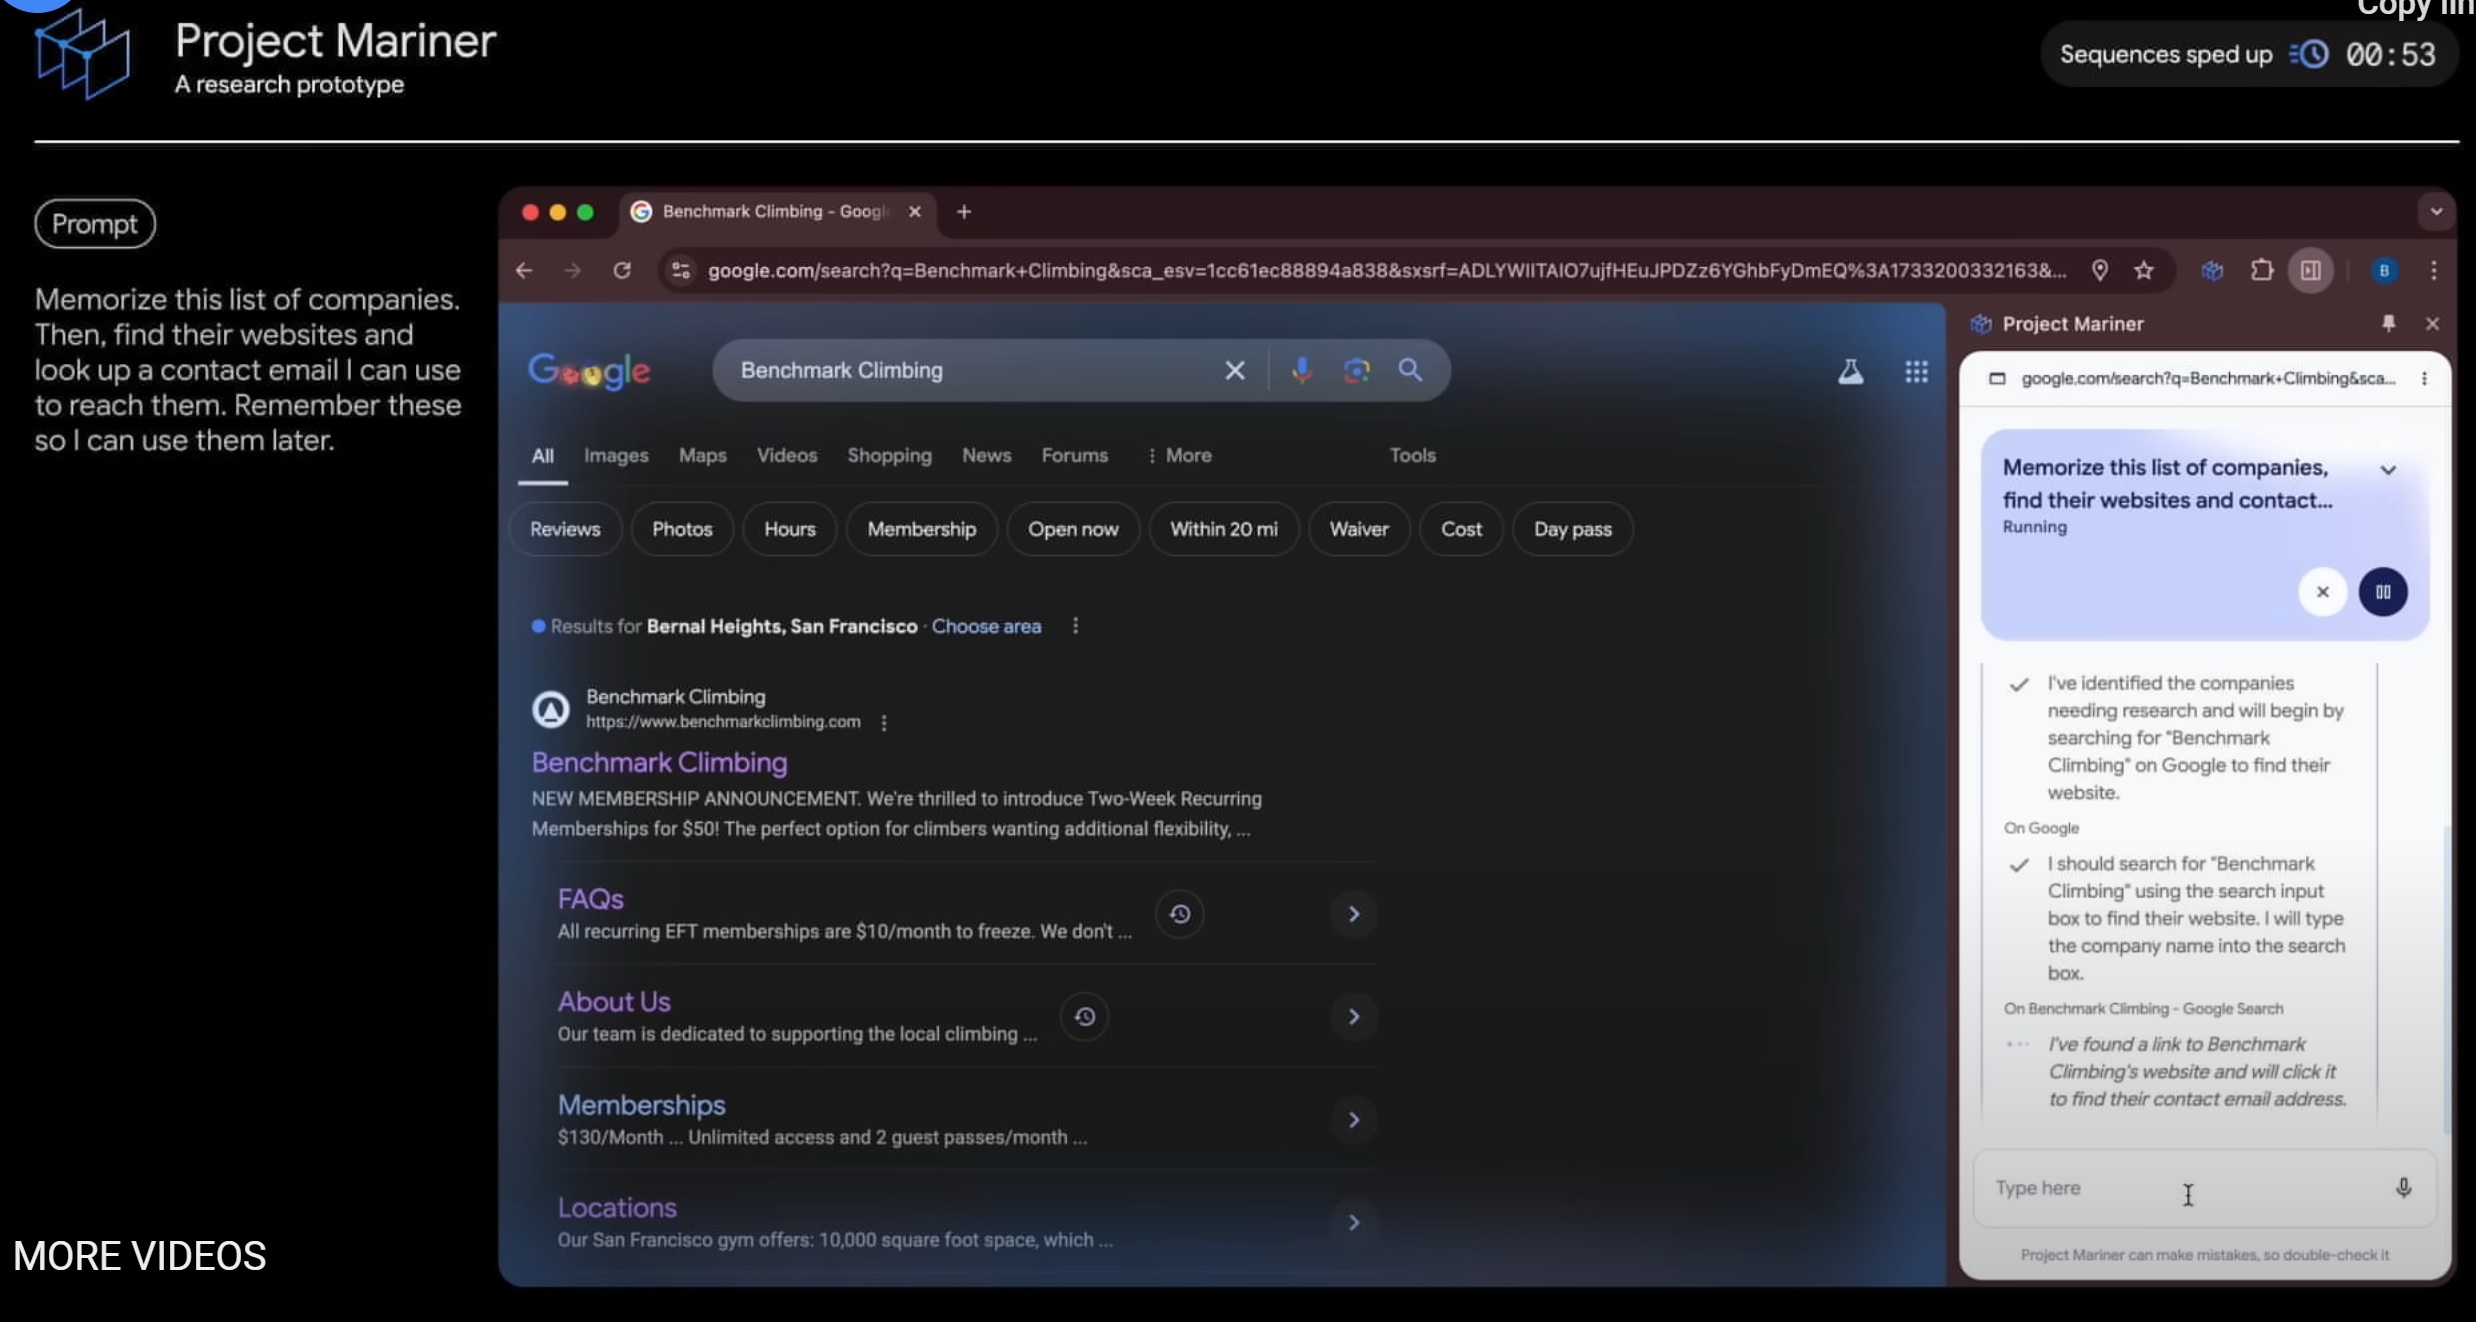 Copy lin
Project Mariner
A research prototype
Sequences sped up 00:53
Prompt
Memorize this list of companies.
Then, find their websites and
look up a contact email I can use
to reach them. Remember these
so I can use them later.
MORE VIDEOS
Benchmark Climbing - Googl
google.com/search?q=Benchmark+Climbing&sca_esv=1cc61ec88894a838&sxsrf=ADLYWIITAIO7ujfHEuJPDZz6YGhbFyDmEQ%3A1733200332163&...
B
Google
Benchmark Climbing
All Images Maps Videos Shopping News Forums More Tools
Reviews Photos Hours Membership Open now Within 20 mi Waiver Cost Day pass
Results for Bernal Heights, San Francisco · Choose area
Benchmark Climbing
https://www.benchmarkclimbing.com
Benchmark Climbing
NEW MEMBERSHIP ANNOUNCEMENT. We're thrilled to introduce Two-Week Recurring
Memberships for $50! The perfect option for climbers wanting additional flexibility, ...
FAQs
All recurring EFT memberships are $10/month to freeze. We don't ...
About Us
Our team is dedicated to supporting the local climbing ...
Memberships
$130/Month ... Unlimited access and 2 guest passes/month ...
Locations
Our San Francisco gym offers: 10,000 square foot space, which ...
Project Mariner
google.com/search?q=Benchmark+Climbing&sca...
Memorize this list of companies,
find their websites and contact...
Running
I've identified the companies
needing research and will begin by
searching for "Benchmark
Climbing" on Google to find their
website.
On Google
I should search for "Benchmark
Climbing" using the search input
box to find their website. I will type
the company name into the search
box.
On Benchmark Climbing - Google Search
I've found a link to Benchmark
Climbing's website and will click it
to find their contact email address.
Type here
Project Mariner can make mistakes, so double-check it